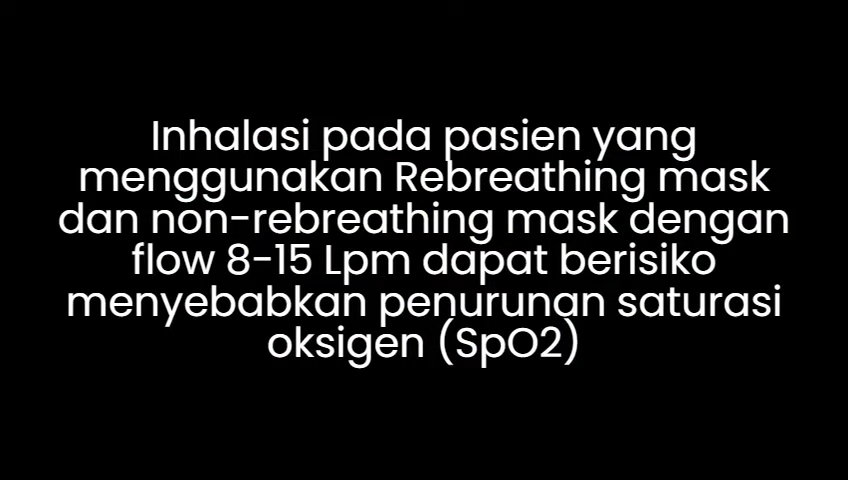 Inhalasi pada pasien yang
menggunakan Rebreathing mask
dan non-rebreathing mask dengan
flow 8-15 Lpm dapat berisiko
menyebabkan penurunan saturasi
oksigen (SpO2)